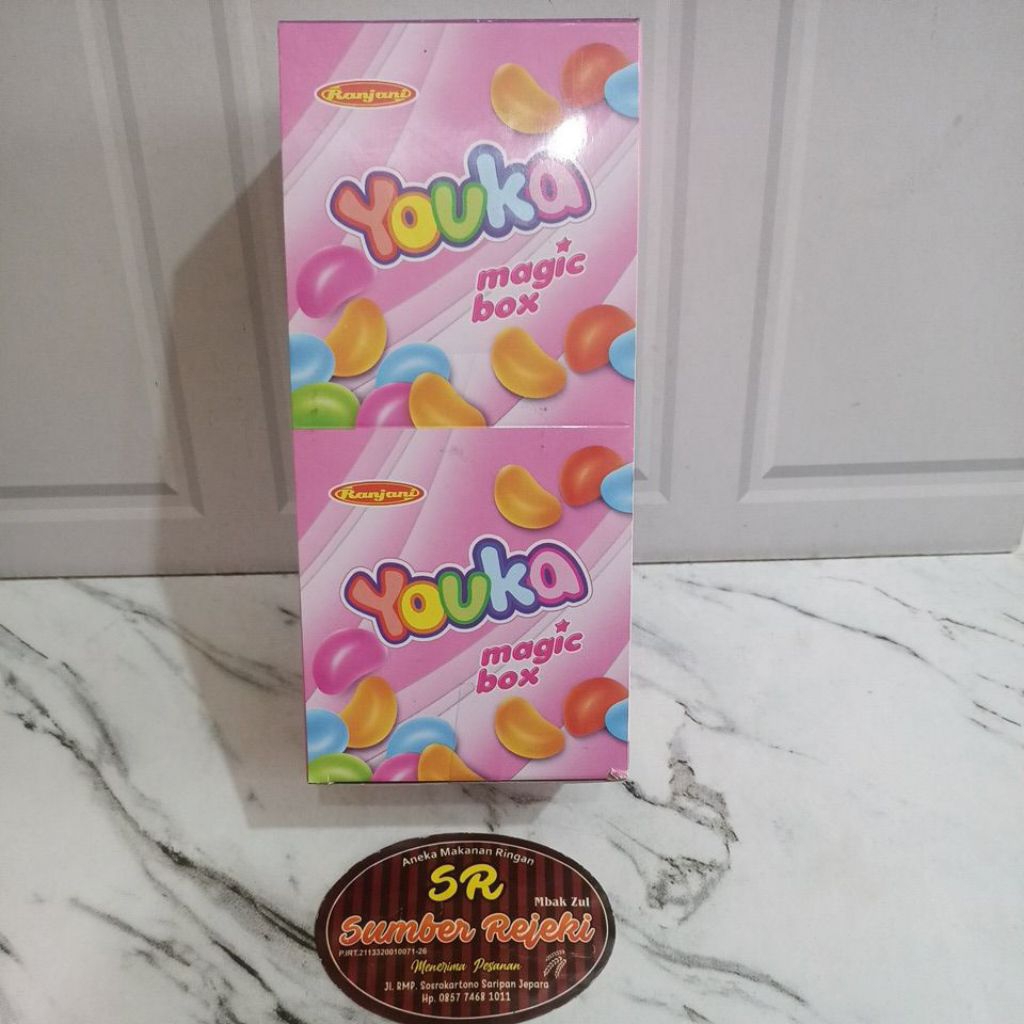 Ranjani
Youka
magic
box
Ranjani
Youka
magic
box
Aneka Makanan Ringan
SR
Mbak Zul
Sumber Rejeki
P.IRT.2113320010071-26
Menerima Pesanan
Jl. RMP. Sosrokartono Saripan Jepara
Hp. 0857 7468 1011